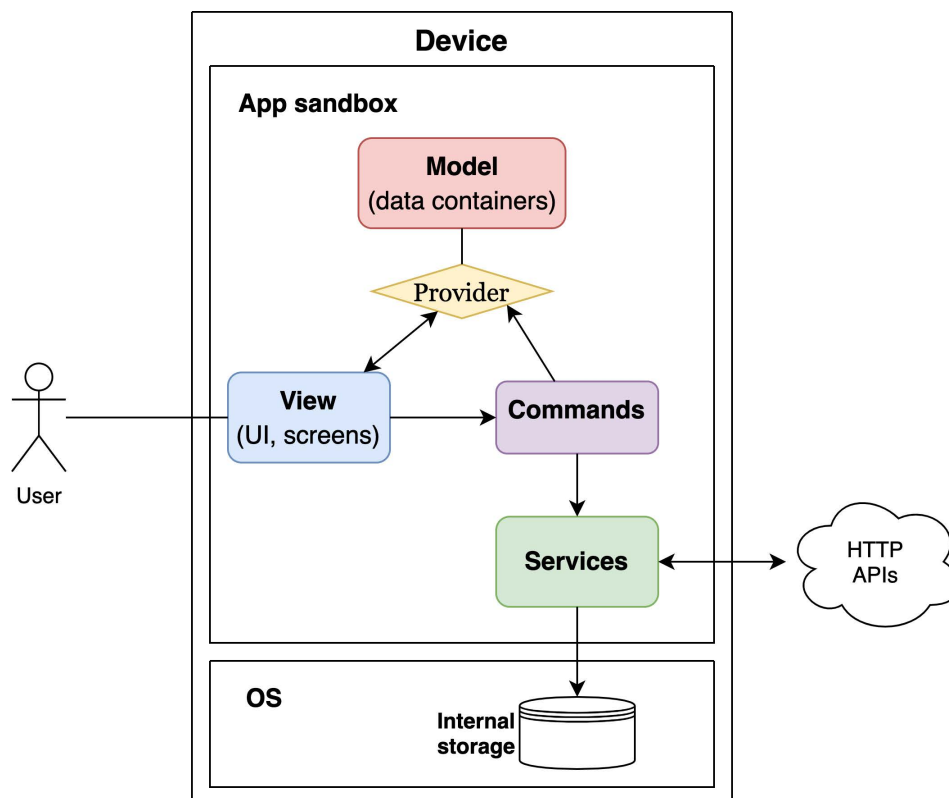 Device
App sandbox
Model
(data containers)
Provider
View
(UI, screens)
Commands
User
Services
HTTP
APIs
OS
Internal
storage